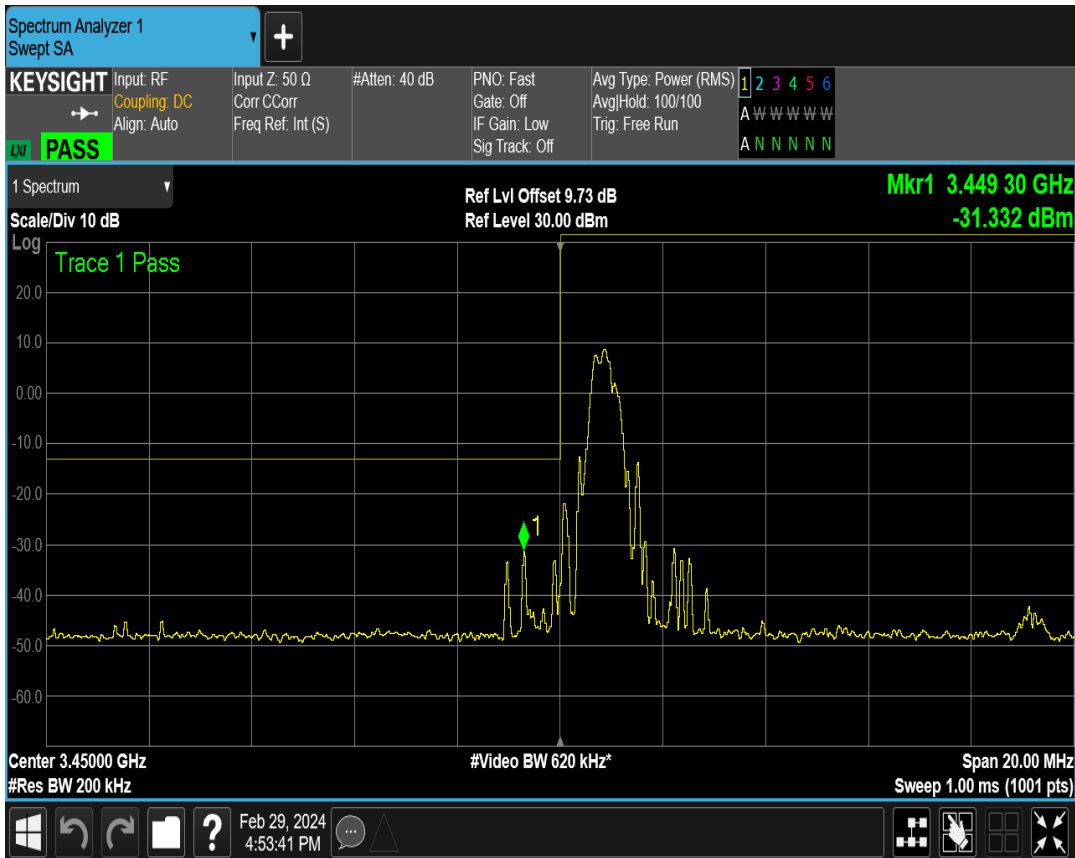 Spectrum Analyzer 1
Swept SA
+
KEYSIGHT
LXI PASS
Input: RF
Coupling: DC
Align: Auto
Input Z: 50 Ω
Corr CCorr
Freq Ref: Int (S)
#Atten: 40 dB
PNO: Fast
Gate: Off
IF Gain: Low
Sig Track: Off
Avg Type: Power (RMS)
Avg|Hold: 100/100
Trig: Free Run
1 2 3 4 5 6
A W W W W W
A N N N N N
1 Spectrum
Scale/Div 10 dB
Ref Lvl Offset 9.73 dB
Ref Level 30.00 dBm
Mkr1 3.449 30 GHz
-31.332 dBm
Log
Trace 1 Pass
20.0
10.0
0.00
-10.0
-20.0
-30.0
-40.0
-50.0
-60.0
1
Center 3.45000 GHz
#Res BW 200 kHz
#Video BW 620 kHz*
Span 20.00 MHz
Sweep 1.00 ms (1001 pts)
?
Feb 29, 2024
4:53:41 PM